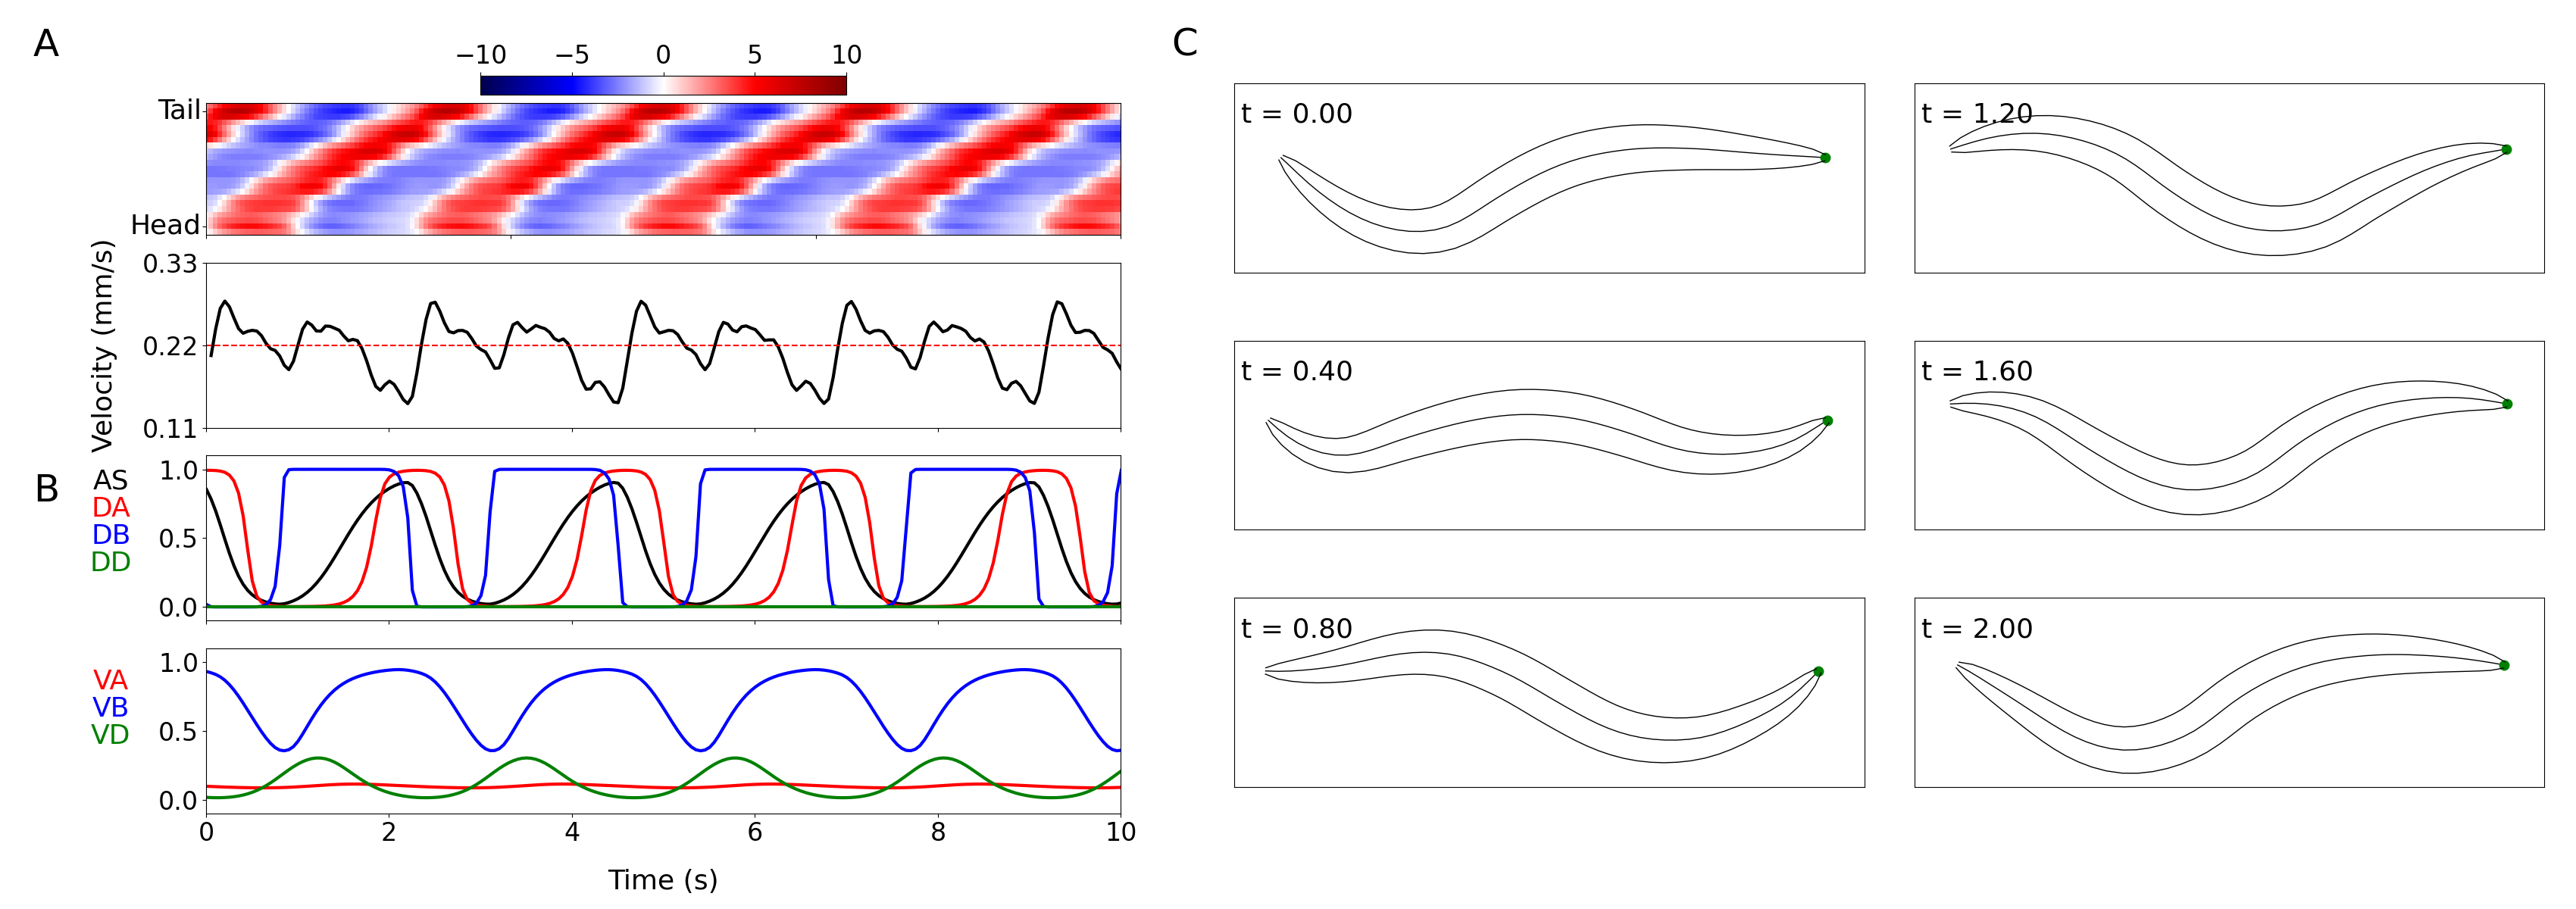 A
−10 −5 0 5 10
Tail
Head
Velocity (mm/s)
0.33
0.22
0.11
B
AS
DA
DB
DD
1.0
0.5
0.0
VA
VB
VD
1.0
0.5
0.0
0 2 4 6 8 10
Time (s)
C
t = 0.00
t = 1.20
t = 0.40
t = 1.60
t = 0.80
t = 2.00